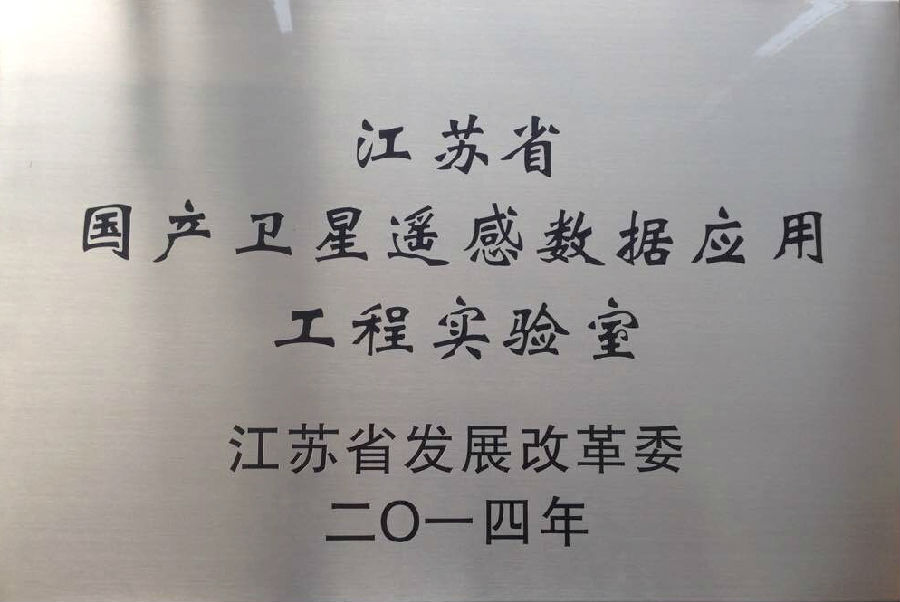 江苏省
国产卫星遥感数据应用
工程实验室
江苏省发展改革委
二〇一四年